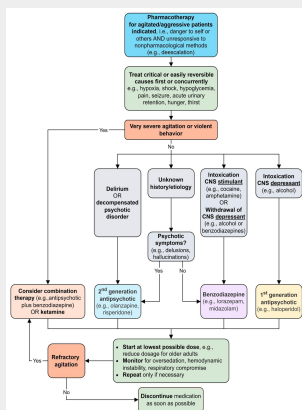 Pharmacotherapy
for agitated/aggressive patients
indicated, i.e., danger to self or
others AND unresponsive to
nonpharmacological methods
(e.g., deescalation)
Treat critical or easily reversible
causes first or concurrently
e.g., hypoxia, shock, hypoglycemia,
pain, seizure, acute urinary
retention, hunger, thirst
Yes
Very severe agitation or violent
behavior
No
Delirium
OR
decompensated
psychotic
disorder
Unknown
history/etiology
Intoxication
CNS stimulant
(e.g., cocaine,
amphetamine)
OR
Withdrawal of
CNS depressant
(e.g., alcohol or
benzodiazepines)
Intoxication
CNS depressant
(e.g., alcohol)
Psychotic
symptoms?
(e.g., delusions,
hallucinations)
Yes
No
Consider combination
therapy (e.g., antipsychotic
plus benzodiazepine)
OR ketamine
2nd generation
antipsychotic
(e.g., olanzapine,
risperidone)
Benzodiazepine
(e.g., lorazepam,
midazolam)
1st generation
antipsychotic
(e.g., haloperidol)
Yes
Refractory
agitation
• Start at lowest possible dose, e.g.,
reduce dosage for older adults
• Monitor for oversedation, hemodynamic
instability, respiratory compromise
• Repeat only if necessary
No
Discontinue medication
as soon as possible